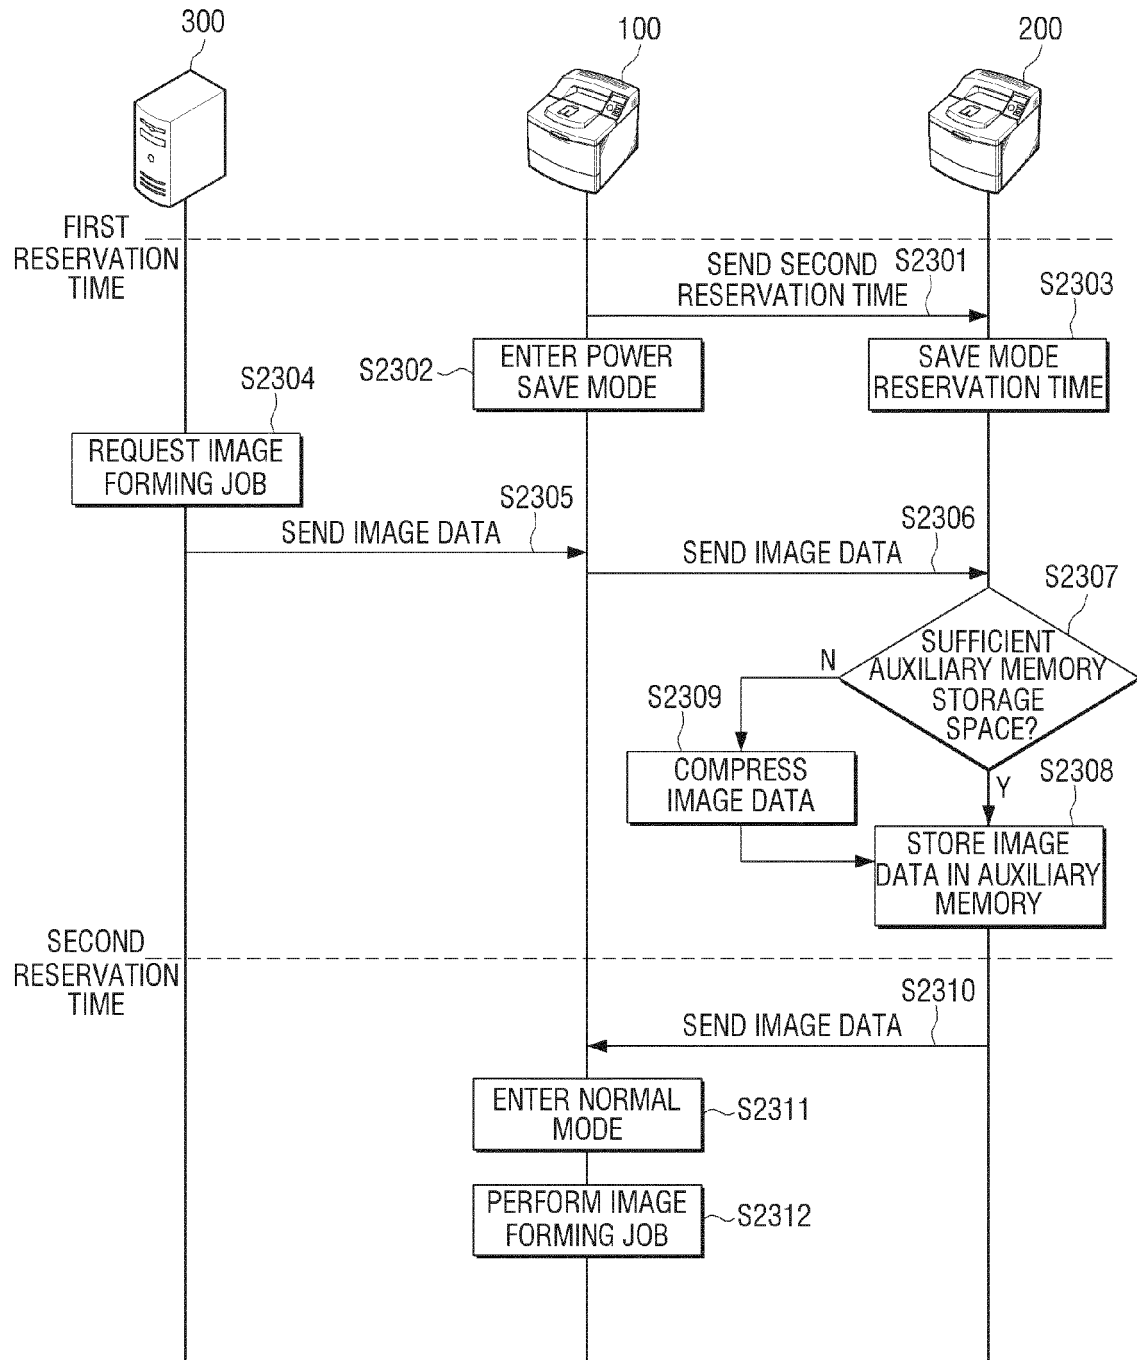 300
100
200
FIRST
RESERVATION
TIME
SEND SECOND
RESERVATION TIME
S2301
S2303
S2302
ENTER POWER
SAVE MODE
SAVE MODE
RESERVATION TIME
S2304
REQUEST IMAGE
FORMING JOB
S2305
SEND IMAGE DATA
S2306
SEND IMAGE DATA
S2307
SUFFICIENT
AUXILIARY MEMORY
STORAGE
SPACE?
N
S2309
COMPRESS
IMAGE DATA
Y
S2308
STORE IMAGE
DATA IN AUXILIARY
MEMORY
SECOND
RESERVATION
TIME
S2310
SEND IMAGE DATA
ENTER NORMAL
MODE
S2311
PERFORM IMAGE
FORMING JOB
S2312